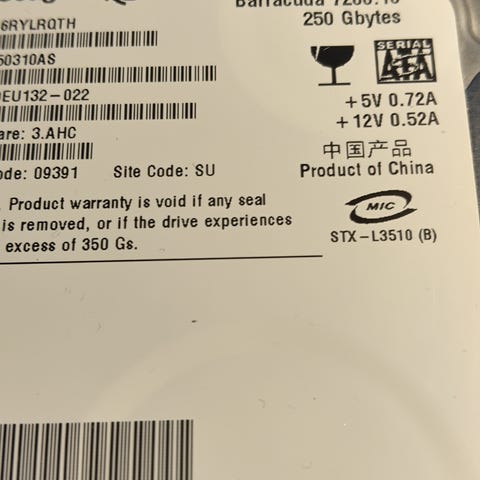 Barracuda 7200.10
6RYLRQTH
250 Gbytes
50310AS
SERIAL
ATA
EU132-022
+5V 0.72A
+12V 0.52A
are: 3.AHC
中国产品
ode: 09391 Site Code: SU
Product of China
. Product warranty is void if any seal
is removed, or if the drive experiences
excess of 350 Gs.
MIC
STX-L3510 (B)